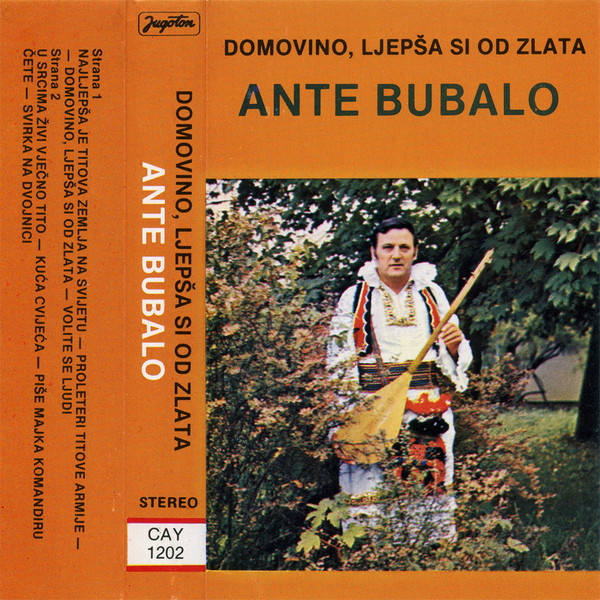 Strana 1
NAJLJEPŠA JE TITOVA ZEMLJA NA SVIJETU — PROLETERI TITOVE ARMIJE —
— DOMOVINO, LJEPŠA SI OD ZLATA — VOLITE SE LJUDI
Strana 2
U SRCIMA ŽIVI VJEČNO TITO — KUĆA CVIJEĆA — PIŠE MAJKA KOMANDIRU
ČETE — SVIRKA NA DVOJNICI
Jugoton
DOMOVINO, LJEPŠA SI OD ZLATA
ANTE BUBALO
STEREO
CAY
1202
DOMOVINO, LJEPŠA SI OD ZLATA
ANTE BUBALO